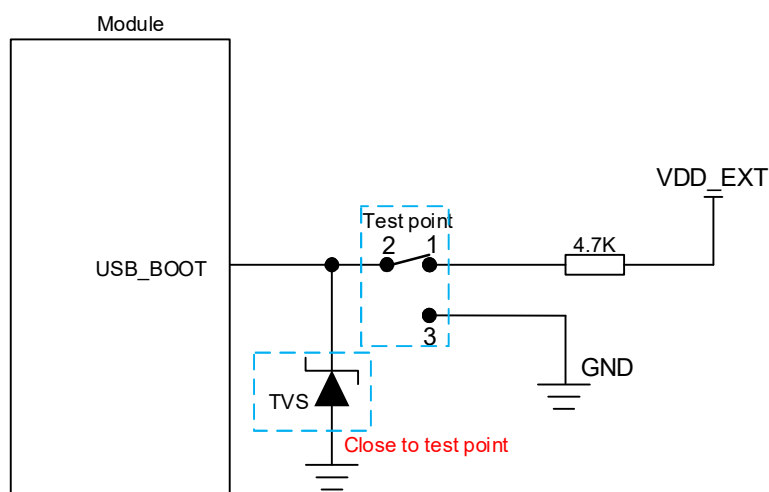 Module
VDD_EXT
Test point
2 1
4.7K
USB_BOOT
3
GND
TVS
Close to test point